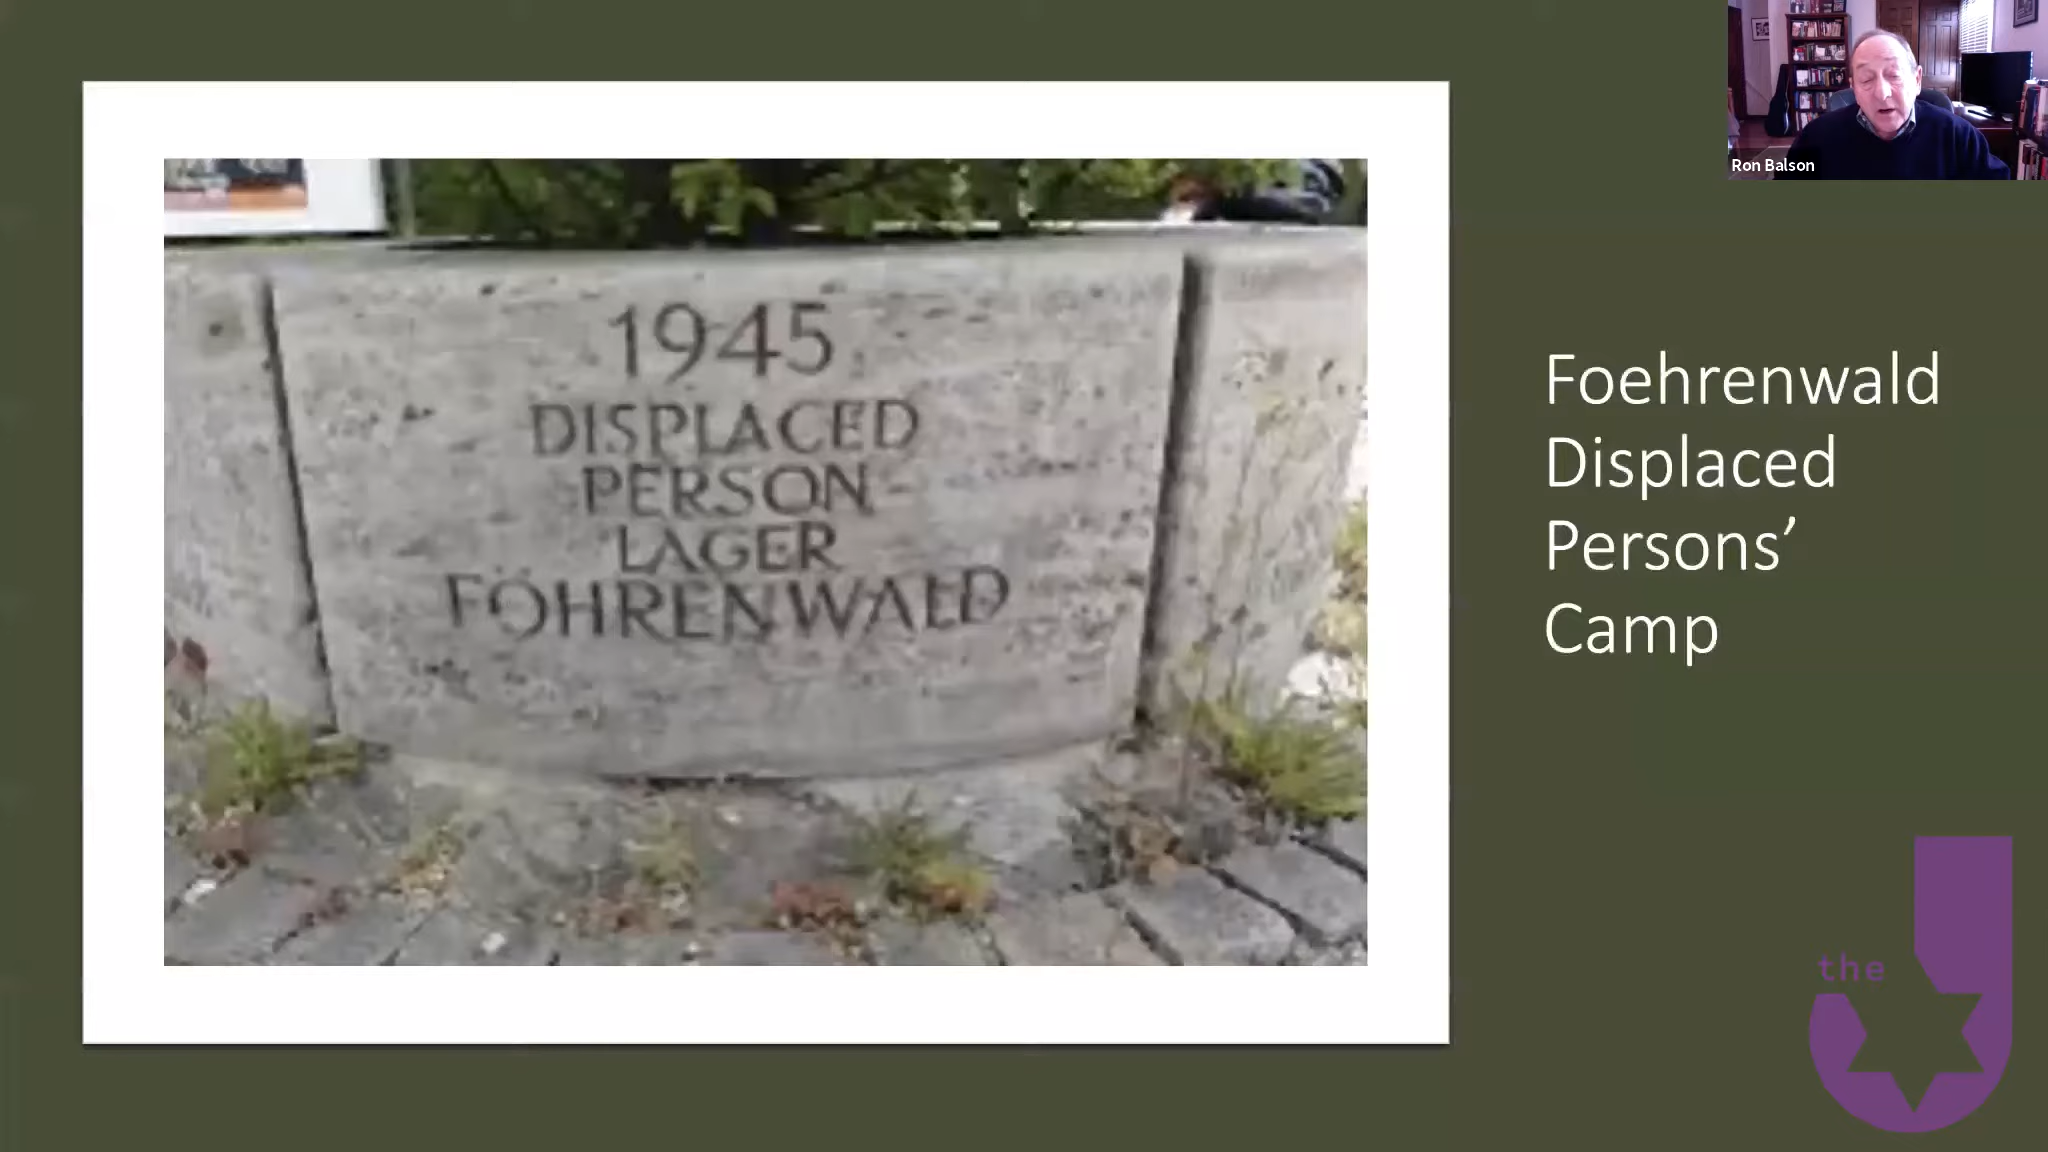 1945
DISPLACED
PERSON-
LAGER
FÖHRENWALD
Foehrenwald
Displaced
Persons’
Camp
Ron Balson
the J